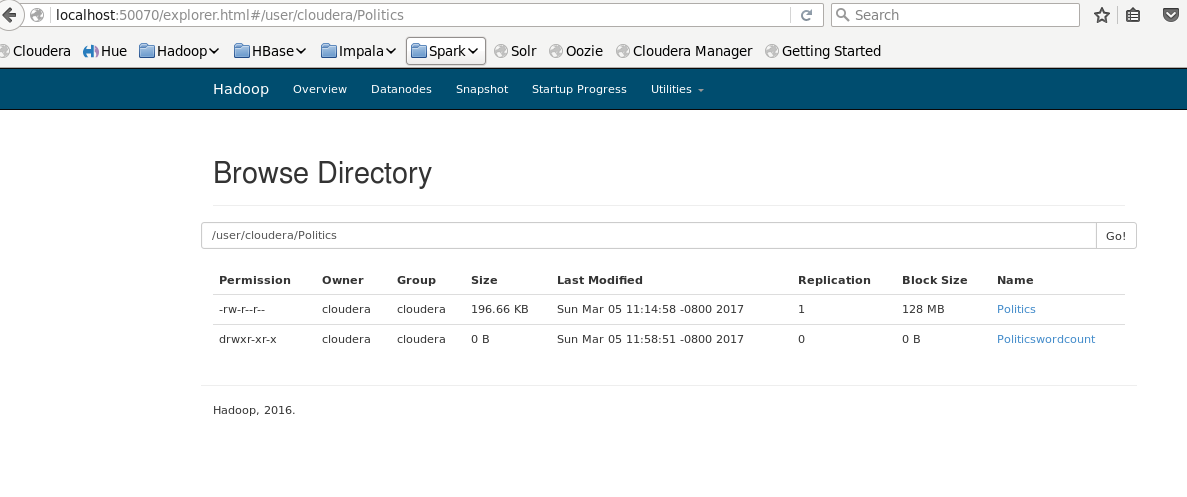 localhost:50070/explorer.html#/user/cloudera/Politics Search
Cloudera Hue Hadoop HBase Impala Spark Solr Oozie Cloudera Manager Getting Started
Hadoop Overview Datanodes Snapshot Startup Progress Utilities
Browse Directory
/user/cloudera/Politics Go!
Permission Owner Group Size Last Modified Replication Block Size Name
-rw-r--r-- cloudera cloudera 196.66 KB Sun Mar 05 11:14:58 -0800 2017 1 128 MB Politics
drwxr-xr-x cloudera cloudera 0 B Sun Mar 05 11:58:51 -0800 2017 0 0 B Politicswordcount
Hadoop, 2016.